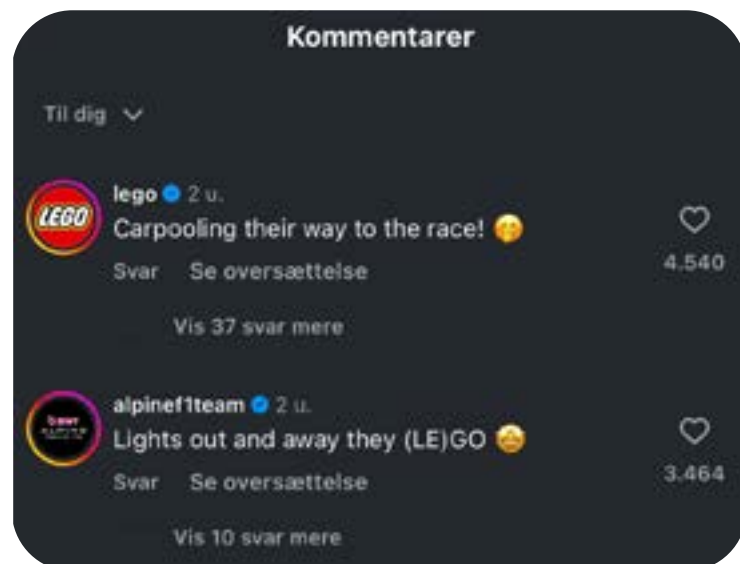 Kommentarer
Til dig
lego 2 u.
LEGO
Carpooling their way to the race! 🤭
4.540
Svar Se oversættelse
Vis 37 svar mere
alpinef1team 2 u.
Lights out and away they (LE)GO 🤩
3.464
Svar Se oversættelse
Vis 10 svar mere